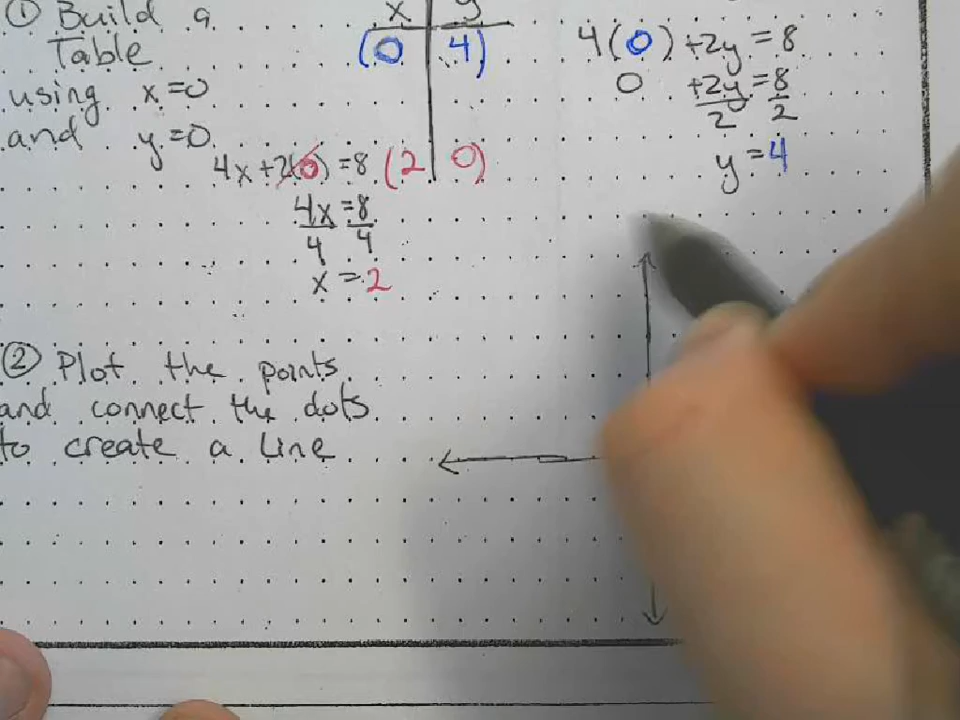 ① Build a
Table
using x=0
and y=0
x y
(0 4)
(2 0)
4(0)+2y=8
0 +2y=8
2 2
y=4
4x+2(0)=8
4x=8
4 4
x=2
② Plot the points
and connect the dots
to create a Line